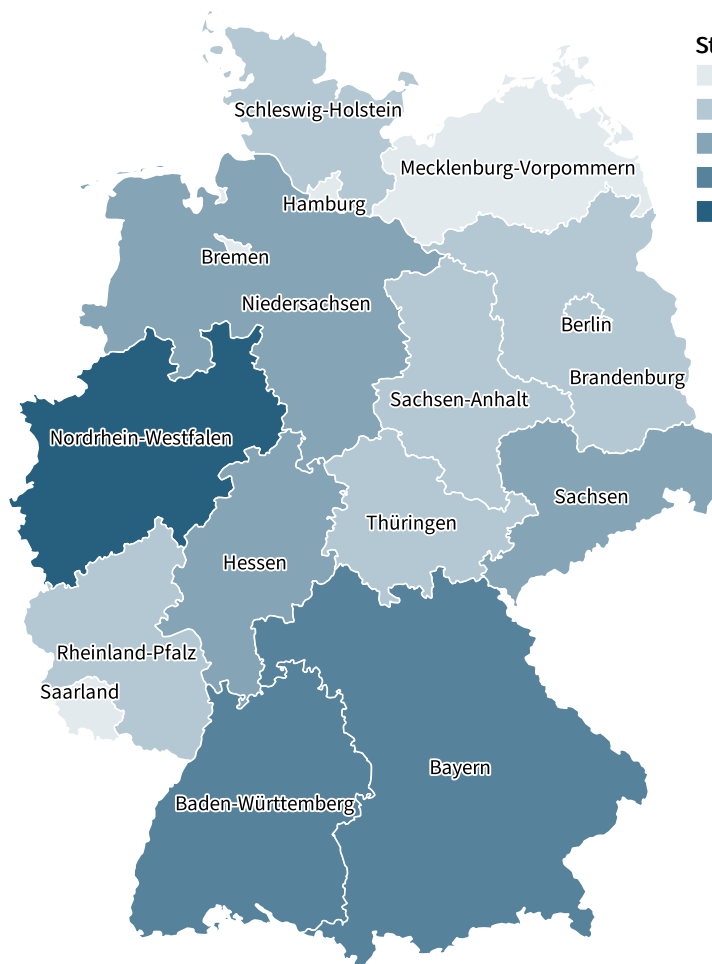 St
Schleswig-Holstein
Mecklenburg-Vorpommern
Hamburg
Bremen
Niedersachsen
Berlin
Brandenburg
Sachsen-Anhalt
Nordrhein-Westfalen
Sachsen
Thüringen
Hessen
Rheinland-Pfalz
Saarland
Bayern
Baden-Württemberg